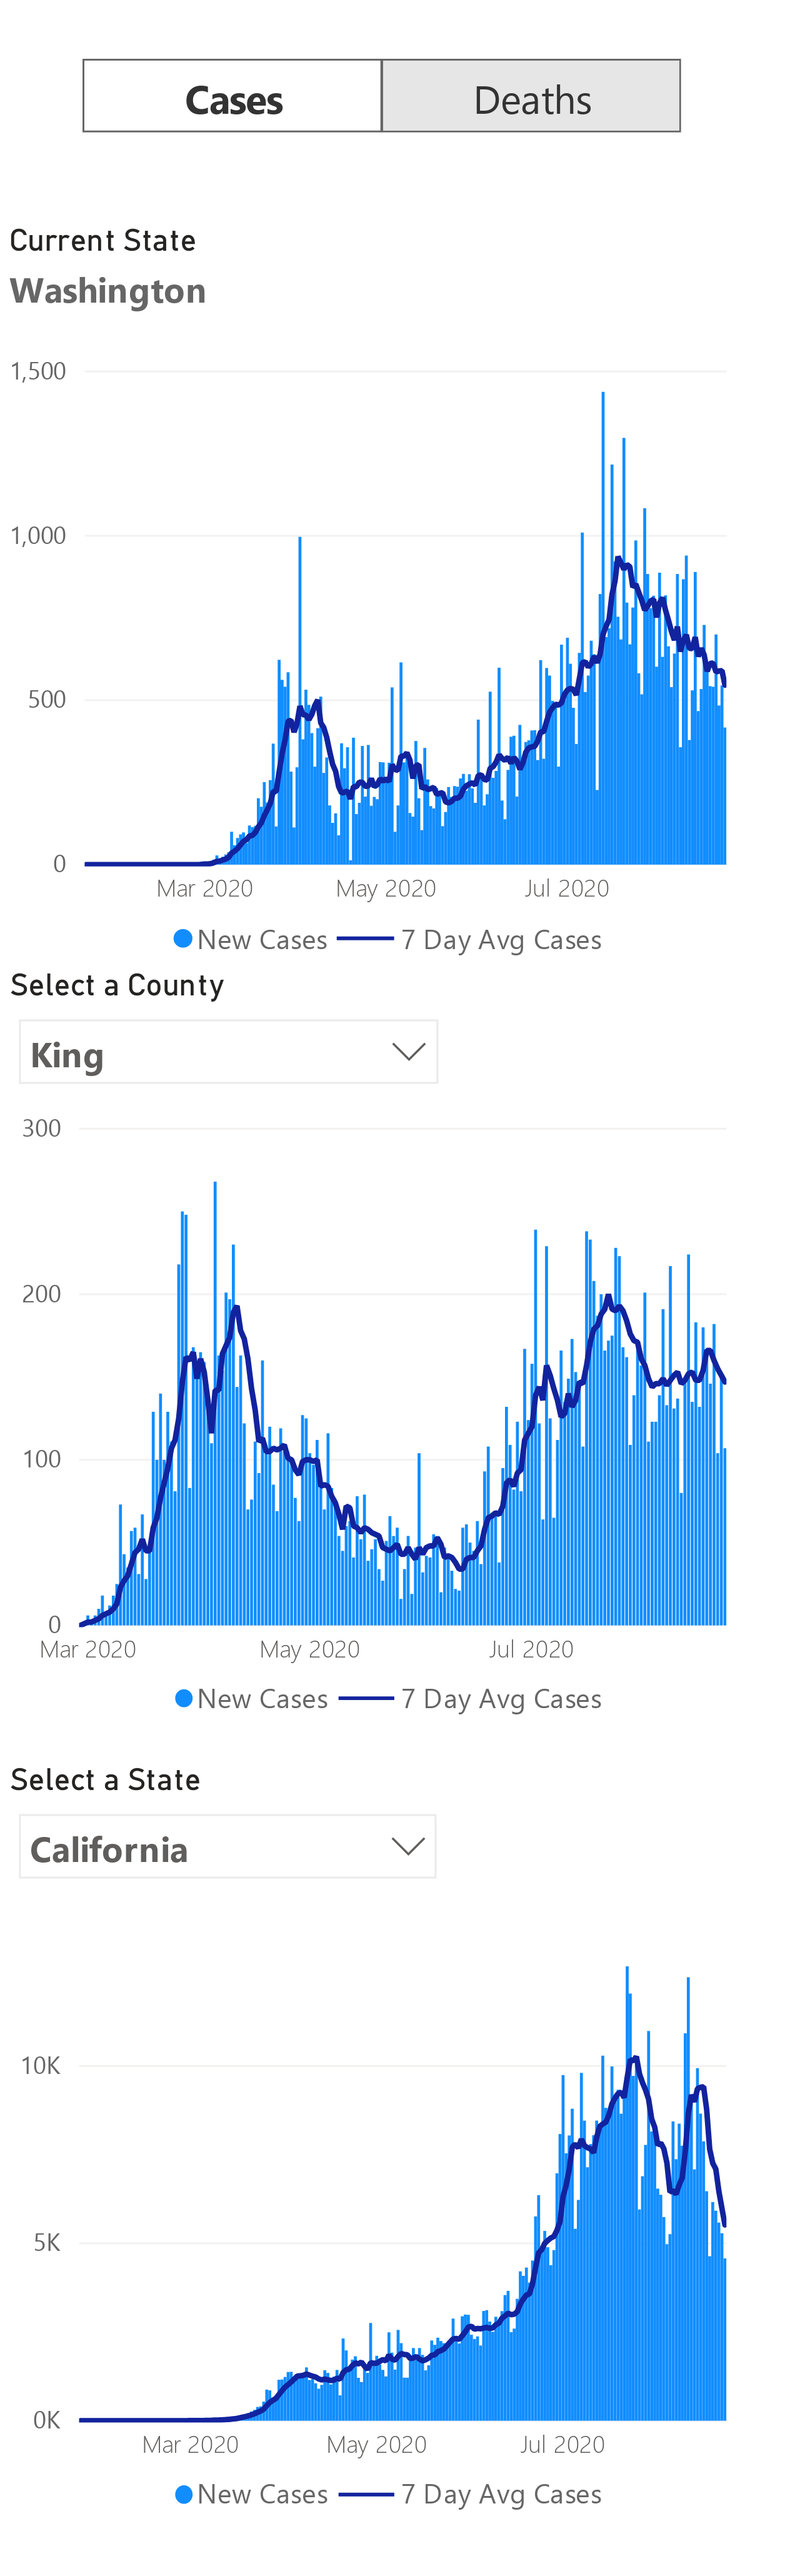 Cases Deaths
Current State
Washington
1,500
1,000
500
0
Mar 2020 May 2020 Jul 2020
New Cases 7 Day Avg Cases
Select a County
King
300
200
100
0
Mar 2020 May 2020 Jul 2020
New Cases 7 Day Avg Cases
Select a State
California
10K
5K
0K
Mar 2020 May 2020 Jul 2020
New Cases 7 Day Avg Cases